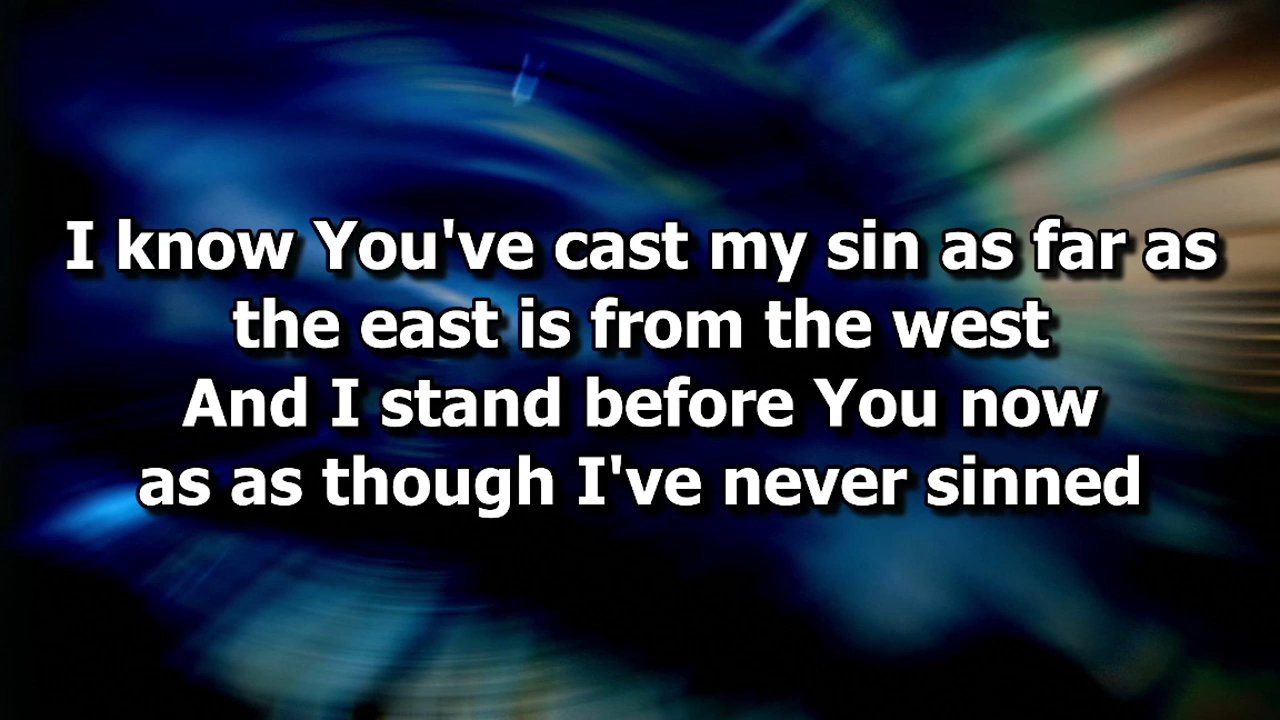 I know You've cast my sin as far as
the east is from the west
And I stand before You now
as as though I've never sinned